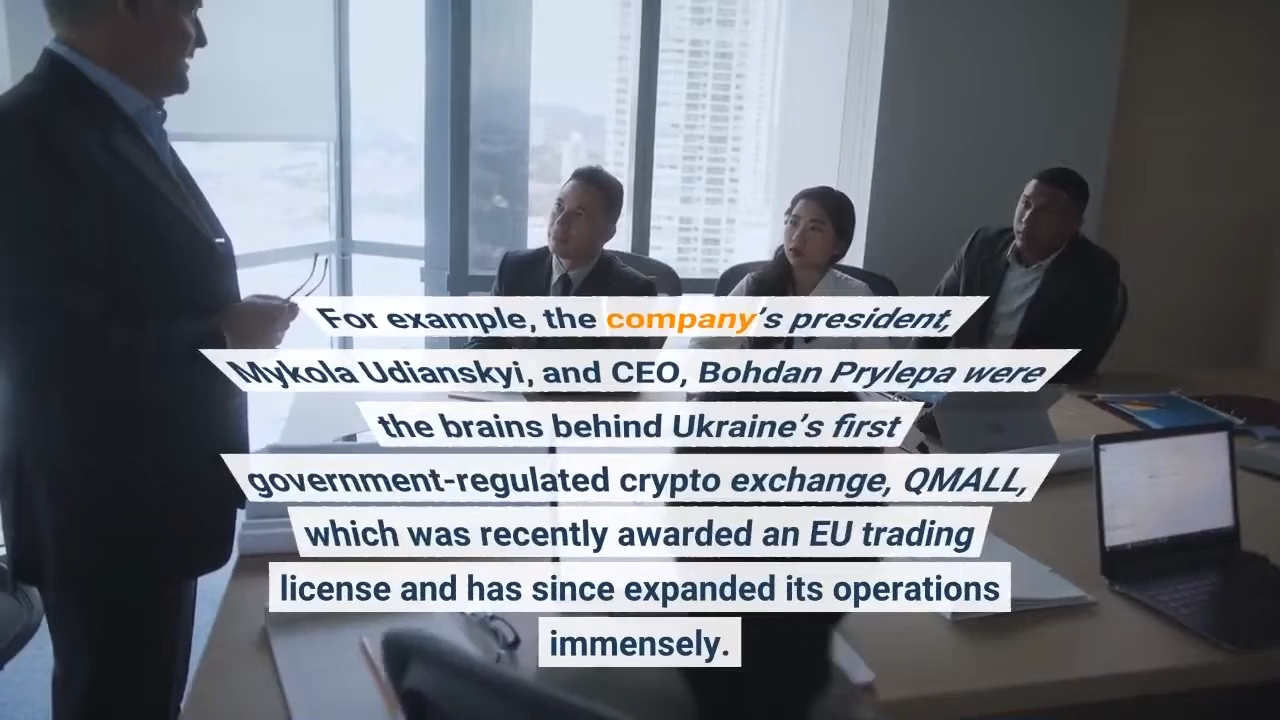 For example, the company's president,
Mykola Udianskyi, and CEO, Bohdan Prylepa were
the brains behind Ukraine's first
government-regulated crypto exchange, QMALL,
which was recently awarded an EU trading
license and has since expanded its operations
immensely.